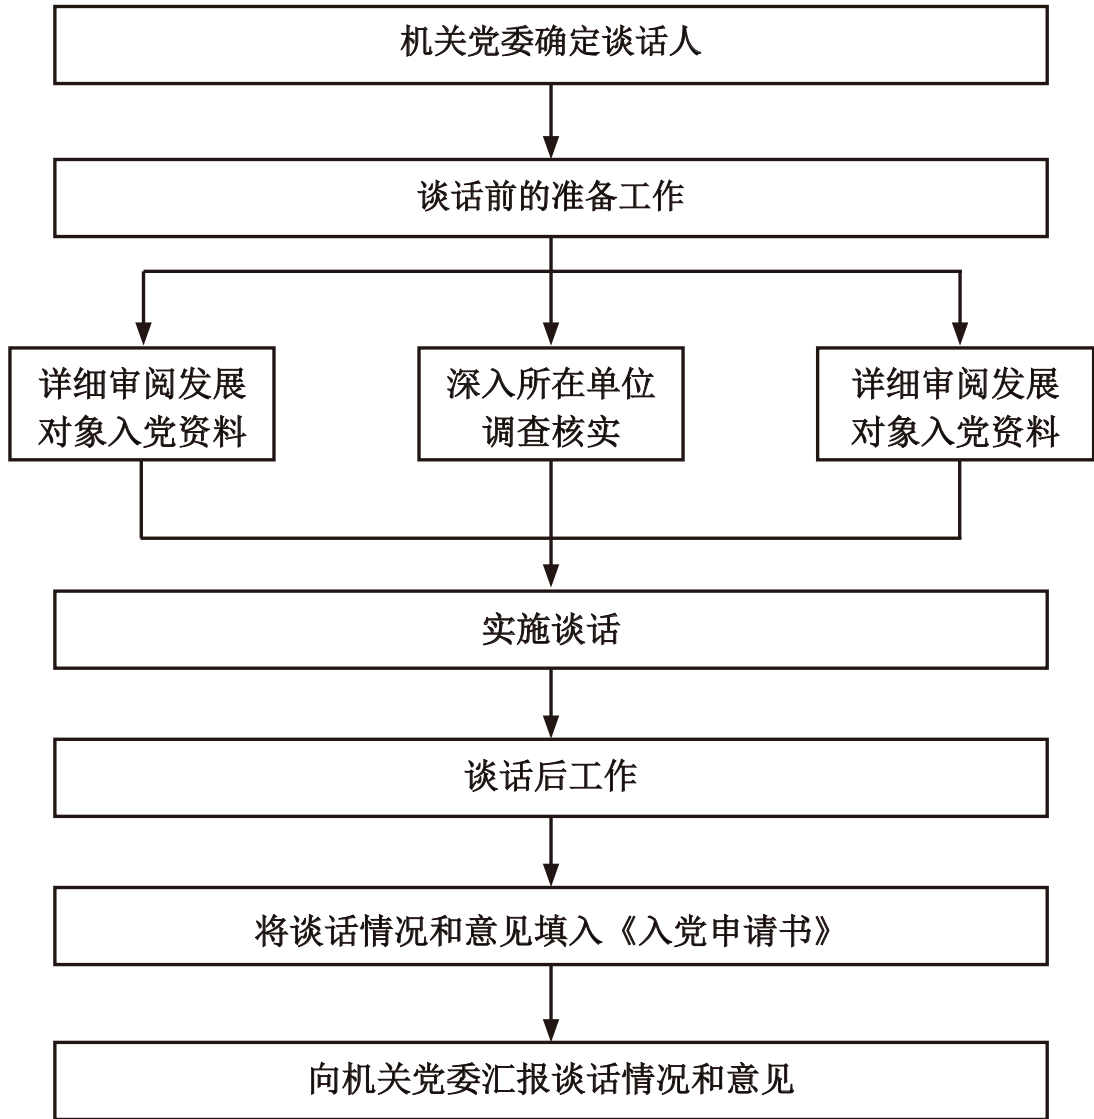 机关党委确定谈话人
谈话前的准备工作
详细审阅发展
对象入党资料
深入所在单位
调查核实
详细审阅发展
对象入党资料
实施谈话
谈话后工作
将谈话情况和意见填入《入党申请书》
向机关党委汇报谈话情况和意见